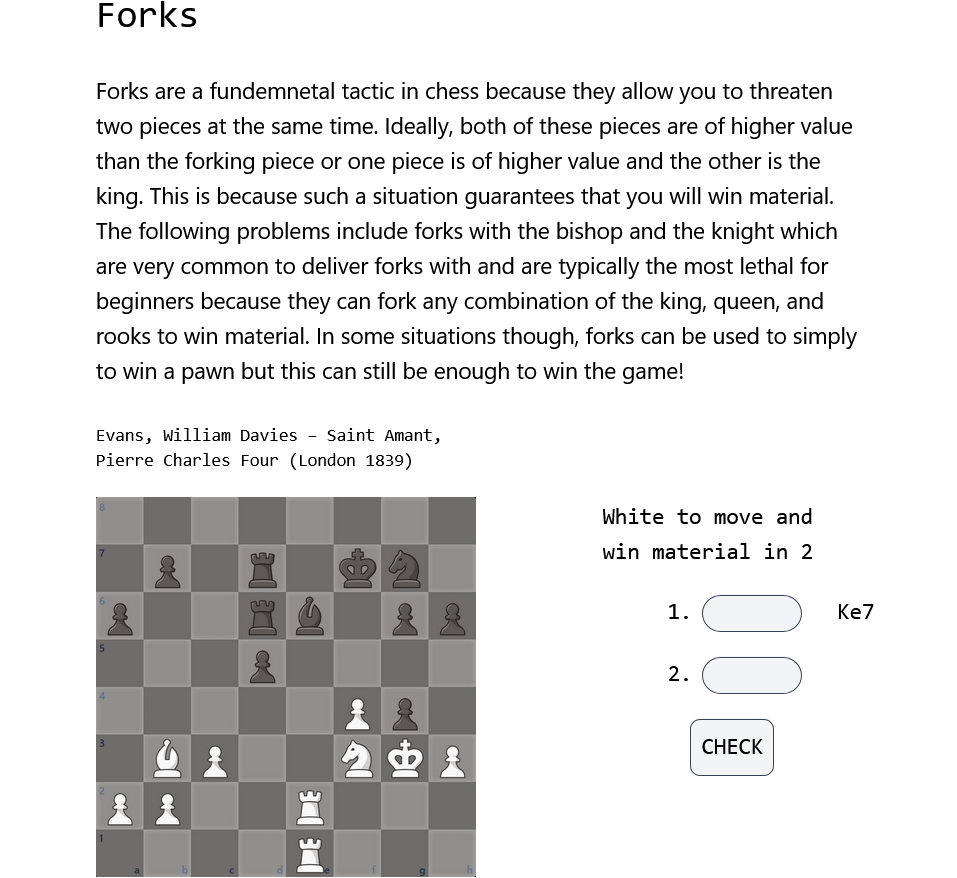 Forks
Forks are a fundemnetal tactic in chess because they allow you to threaten
two pieces at the same time. Ideally, both of these pieces are of higher value
than the forking piece or one piece is of higher value and the other is the
king. This is because such a situation guarantees that you will win material.
The following problems include forks with the bishop and the knight which
are very common to deliver forks with and are typically the most lethal for
beginners because they can fork any combination of the king, queen, and
rooks to win material. In some situations though, forks can be used to simply
to win a pawn but this can still be enough to win the game!
Evans, William Davies – Saint Amant,
Pierre Charles Four (London 1839)
8
7
6
5
4
3
2
1
a b c d e f g h
White to move and
win material in 2
1. Ke7
2.
CHECK